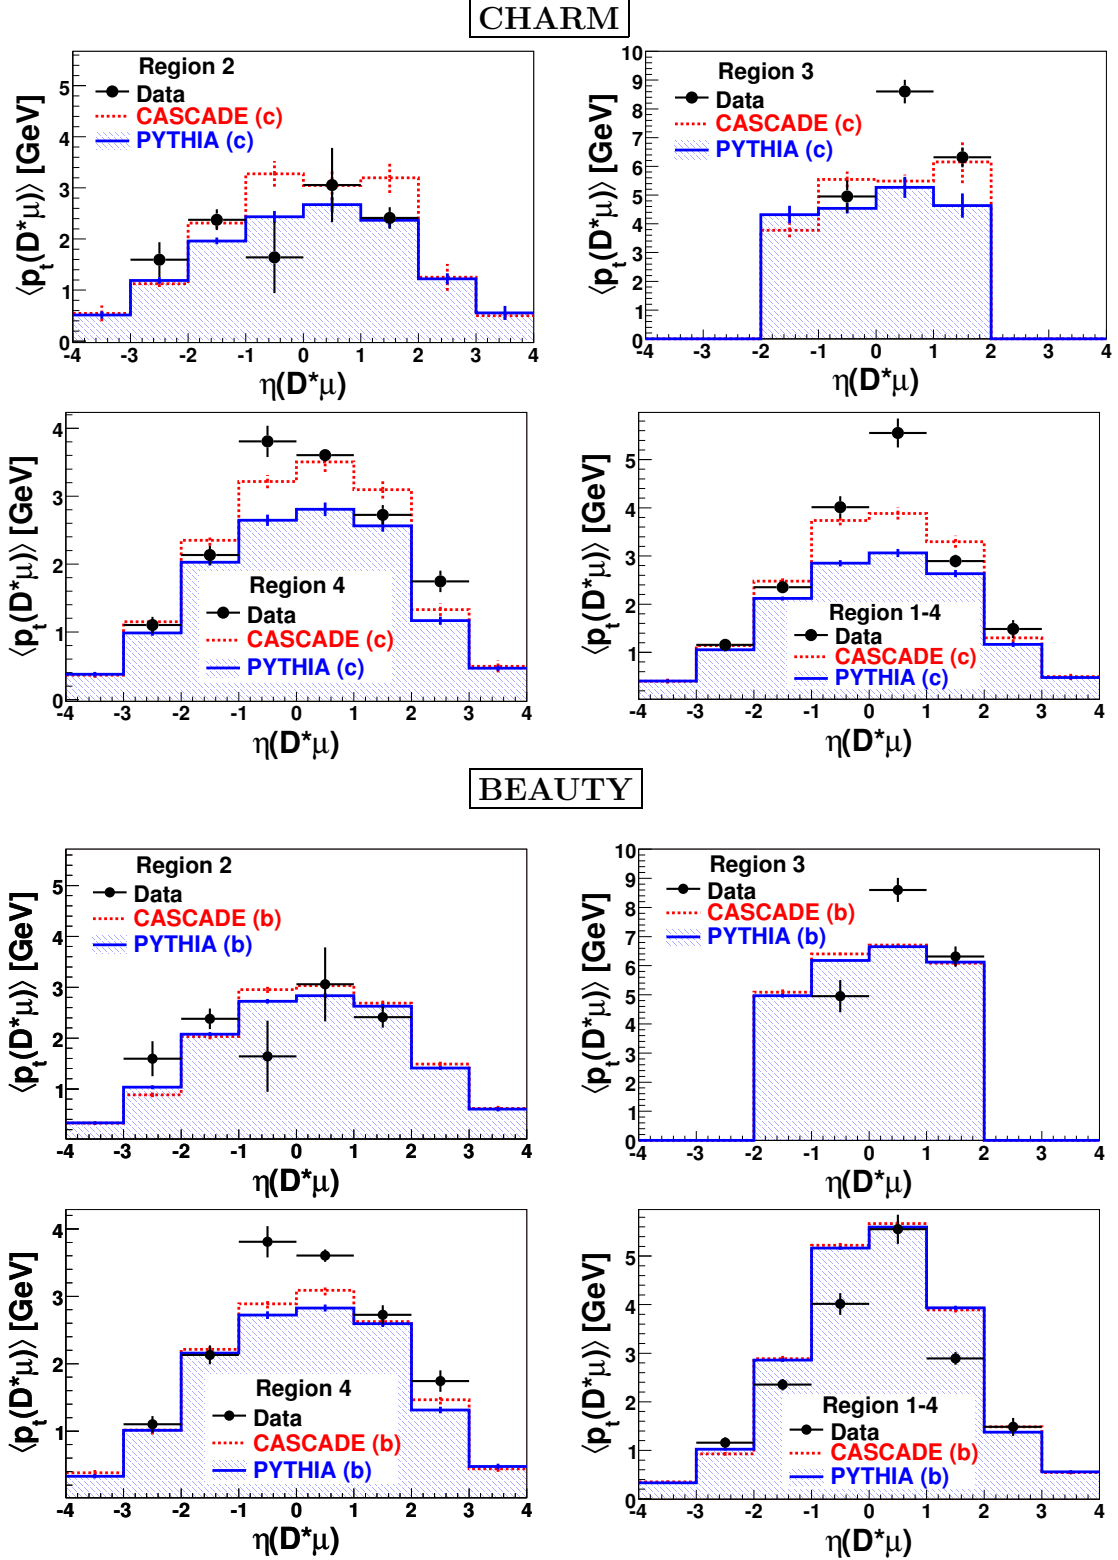 CHARM
Region 2
Data
CASCADE (c)
PYTHIA (c)
⟨p_t(D*μ)⟩ [GeV]
5
4
3
2
1
0
-4 -3 -2 -1 0 1 2 3 4
η(D*μ)
Region 3
Data
CASCADE (c)
PYTHIA (c)
⟨p_t(D*μ)⟩ [GeV]
10
9
8
7
6
5
4
3
2
1
0
-4 -3 -2 -1 0 1 2 3 4
η(D*μ)
Region 4
Data
CASCADE (c)
PYTHIA (c)
⟨p_t(D*μ)⟩ [GeV]
4
3
2
1
0
-4 -3 -2 -1 0 1 2 3 4
η(D*μ)
Region 1-4
Data
CASCADE (c)
PYTHIA (c)
⟨p_t(D*μ)⟩ [GeV]
5
4
3
2
1
-4 -3 -2 -1 0 1 2 3 4
η(D*μ)
BEAUTY
Region 2
Data
CASCADE (b)
PYTHIA (b)
⟨p_t(D*μ)⟩ [GeV]
5
4
3
2
1
-4 -3 -2 -1 0 1 2 3 4
η(D*μ)
Region 3
Data
CASCADE (b)
PYTHIA (b)
⟨p_t(D*μ)⟩ [GeV]
10
9
8
7
6
5
4
3
2
1
0
-4 -3 -2 -1 0 1 2 3 4
η(D*μ)
Region 4
Data
CASCADE (b)
PYTHIA (b)
⟨p_t(D*μ)⟩ [GeV]
4
3
2
1
-4 -3 -2 -1 0 1 2 3 4
η(D*μ)
Region 1-4
Data
CASCADE (b)
PYTHIA (b)
⟨p_t(D*μ)⟩ [GeV]
5
4
3
2
1
0
-4 -3 -2 -1 0 1 2 3 4
η(D*μ)